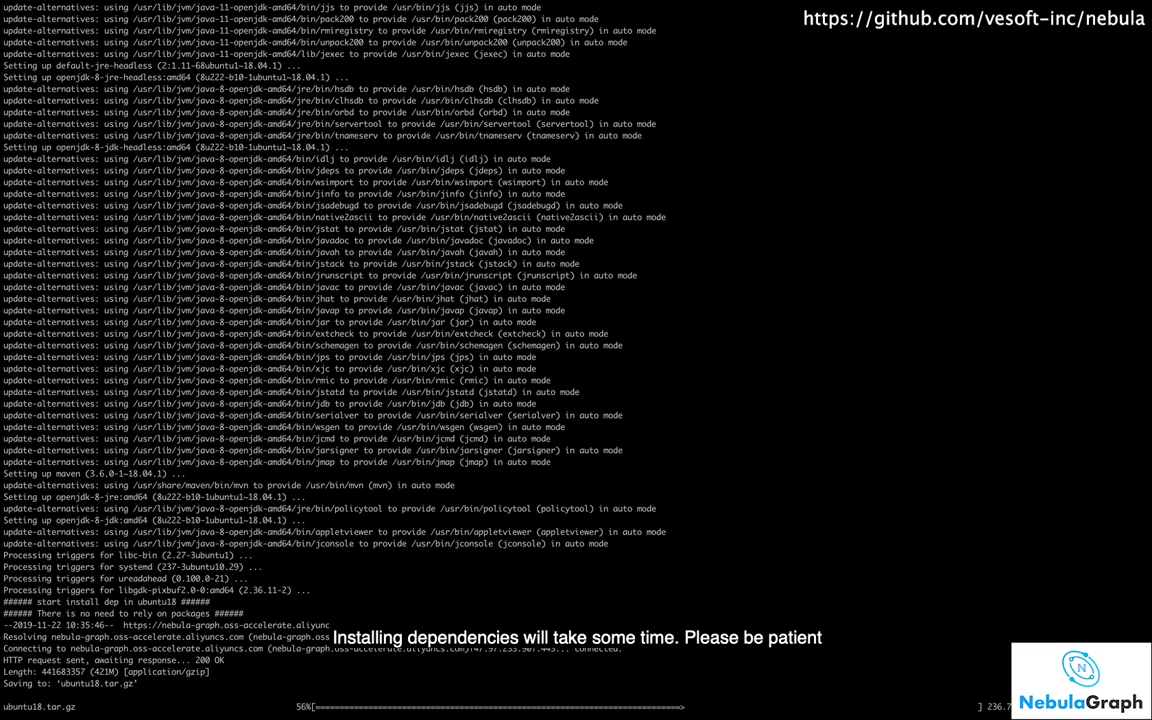 update-alternatives: using /usr/lib/jvm/java-11-openjdk-amd64/bin/jjs to provide /usr/bin/jjs (jjs) in auto mode
https://github.com/vesoft-inc/nebula
update-alternatives: using /usr/lib/jvm/java-11-openjdk-amd64/bin/pack200 to provide /usr/bin/pack200 (pack200) in auto mode
update-alternatives: using /usr/lib/jvm/java-11-openjdk-amd64/bin/rmiregistry to provide /usr/bin/rmiregistry (rmiregistry) in auto mode
update-alternatives: using /usr/lib/jvm/java-11-openjdk-amd64/bin/unpack200 to provide /usr/bin/unpack200 (unpack200) in auto mode
update-alternatives: using /usr/lib/jvm/java-11-openjdk-amd64/lib/jexec to provide /usr/bin/jexec (jexec) in auto mode
Setting up default-jre-headless (2:1.11-68ubuntu1~18.04.1) ...
Setting up openjdk-8-jre-headless:amd64 (8u222-b10-1ubuntu1~18.04.1) ...
update-alternatives: using /usr/lib/jvm/java-8-openjdk-amd64/jre/bin/hsdb to provide /usr/bin/hsdb (hsdb) in auto mode
update-alternatives: using /usr/lib/jvm/java-8-openjdk-amd64/jre/bin/clhsdb to provide /usr/bin/clhsdb (clhsdb) in auto mode
update-alternatives: using /usr/lib/jvm/java-8-openjdk-amd64/jre/bin/orbd to provide /usr/bin/orbd (orbd) in auto mode
update-alternatives: using /usr/lib/jvm/java-8-openjdk-amd64/jre/bin/servertool to provide /usr/bin/servertool (servertool) in auto mode
update-alternatives: using /usr/lib/jvm/java-8-openjdk-amd64/jre/bin/tnameserv to provide /usr/bin/tnameserv (tnameserv) in auto mode
Setting up openjdk-8-jdk-headless:amd64 (8u222-b10-1ubuntu1~18.04.1) ...
update-alternatives: using /usr/lib/jvm/java-8-openjdk-amd64/bin/idlj to provide /usr/bin/idlj (idlj) in auto mode
update-alternatives: using /usr/lib/jvm/java-8-openjdk-amd64/bin/jdeps to provide /usr/bin/jdeps (jdeps) in auto mode
update-alternatives: using /usr/lib/jvm/java-8-openjdk-amd64/bin/wsimport to provide /usr/bin/wsimport (wsimport) in auto mode
update-alternatives: using /usr/lib/jvm/java-8-openjdk-amd64/bin/jinfo to provide /usr/bin/jinfo (jinfo) in auto mode
update-alternatives: using /usr/lib/jvm/java-8-openjdk-amd64/bin/jsadebugd to provide /usr/bin/jsadebugd (jsadebugd) in auto mode
update-alternatives: using /usr/lib/jvm/java-8-openjdk-amd64/bin/native2ascii to provide /usr/bin/native2ascii (native2ascii) in auto mode
update-alternatives: using /usr/lib/jvm/java-8-openjdk-amd64/bin/jstat to provide /usr/bin/jstat (jstat) in auto mode
update-alternatives: using /usr/lib/jvm/java-8-openjdk-amd64/bin/javadoc to provide /usr/bin/javadoc (javadoc) in auto mode
update-alternatives: using /usr/lib/jvm/java-8-openjdk-amd64/bin/javah to provide /usr/bin/javah (javah) in auto mode
update-alternatives: using /usr/lib/jvm/java-8-openjdk-amd64/bin/jstack to provide /usr/bin/jstack (jstack) in auto mode
update-alternatives: using /usr/lib/jvm/java-8-openjdk-amd64/bin/jrunscript to provide /usr/bin/jrunscript (jrunscript) in auto mode
update-alternatives: using /usr/lib/jvm/java-8-openjdk-amd64/bin/javac to provide /usr/bin/javac (javac) in auto mode
update-alternatives: using /usr/lib/jvm/java-8-openjdk-amd64/bin/jhat to provide /usr/bin/jhat (jhat) in auto mode
update-alternatives: using /usr/lib/jvm/java-8-openjdk-amd64/bin/javap to provide /usr/bin/javap (javap) in auto mode
update-alternatives: using /usr/lib/jvm/java-8-openjdk-amd64/bin/jar to provide /usr/bin/jar (jar) in auto mode
update-alternatives: using /usr/lib/jvm/java-8-openjdk-amd64/bin/extcheck to provide /usr/bin/extcheck (extcheck) in auto mode
update-alternatives: using /usr/lib/jvm/java-8-openjdk-amd64/bin/schemagen to provide /usr/bin/schemagen (schemagen) in auto mode
update-alternatives: using /usr/lib/jvm/java-8-openjdk-amd64/bin/jps to provide /usr/bin/jps (jps) in auto mode
update-alternatives: using /usr/lib/jvm/java-8-openjdk-amd64/bin/xjc to provide /usr/bin/xjc (xjc) in auto mode
update-alternatives: using /usr/lib/jvm/java-8-openjdk-amd64/bin/rmic to provide /usr/bin/rmic (rmic) in auto mode
update-alternatives: using /usr/lib/jvm/java-8-openjdk-amd64/bin/jstatd to provide /usr/bin/jstatd (jstatd) in auto mode
update-alternatives: using /usr/lib/jvm/java-8-openjdk-amd64/bin/jdb to provide /usr/bin/jdb (jdb) in auto mode
update-alternatives: using /usr/lib/jvm/java-8-openjdk-amd64/bin/serialver to provide /usr/bin/serialver (serialver) in auto mode
update-alternatives: using /usr/lib/jvm/java-8-openjdk-amd64/bin/wsgen to provide /usr/bin/wsgen (wsgen) in auto mode
update-alternatives: using /usr/lib/jvm/java-8-openjdk-amd64/bin/jcmd to provide /usr/bin/jcmd (jcmd) in auto mode
update-alternatives: using /usr/lib/jvm/java-8-openjdk-amd64/bin/jarsigner to provide /usr/bin/jarsigner (jarsigner) in auto mode
update-alternatives: using /usr/lib/jvm/java-8-openjdk-amd64/bin/jmap to provide /usr/bin/jmap (jmap) in auto mode
Setting up maven (3.6.0-1~18.04.1) ...
update-alternatives: using /usr/share/maven/bin/mvn to provide /usr/bin/mvn (mvn) in auto mode
Setting up openjdk-8-jre:amd64 (8u222-b10-1ubuntu1~18.04.1) ...
update-alternatives: using /usr/lib/jvm/java-8-openjdk-amd64/jre/bin/policytool to provide /usr/bin/policytool (policytool) in auto mode
Setting up openjdk-8-jdk:amd64 (8u222-b10-1ubuntu1~18.04.1) ...
update-alternatives: using /usr/lib/jvm/java-8-openjdk-amd64/bin/appletviewer to provide /usr/bin/appletviewer (appletviewer) in auto mode
update-alternatives: using /usr/lib/jvm/java-8-openjdk-amd64/bin/jconsole to provide /usr/bin/jconsole (jconsole) in auto mode
Processing triggers for libc-bin (2.27-3ubuntu1) ...
Processing triggers for systemd (237-3ubuntu10.29) ...
Processing triggers for ureadahead (0.100.0-21) ...
Processing triggers for libgdk-pixbuf2.0-0:amd64 (2.36.11-2) ...
###### start install dep in ubuntu18 ######
###### There is no need to rely on packages ######
--2019-11-22 10:35:46-- https://nebula-graph.oss-accelerate.aliyunc
Resolving nebula-graph.oss-accelerate.aliyuncs.com (nebula-graph.oss
Installing dependencies will take some time. Please be patient
Connecting to nebula-graph.oss-accelerate.aliyuncs.com (nebula-graph.oss-accelerate.aliyuncs.com) connected.
HTTP request sent, awaiting response... 200 OK
Length: 441683357 (421M) [application/gzip]
Saving to: ‘ubuntu18.tar.gz’
ubuntu18.tar.gz 56%[=============================================================================> ] 236.7
NebulaGraph